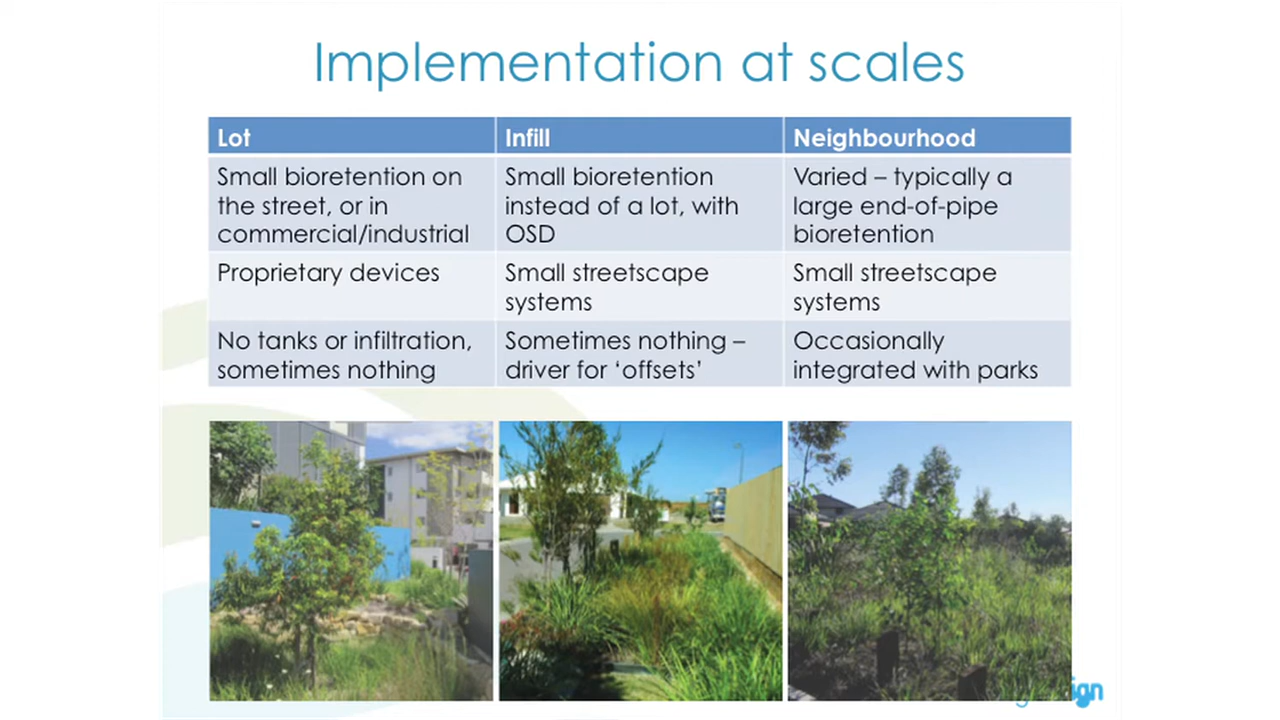 Implementation at scales
Lot
Infill
Neighbourhood
Small bioretention on
the street, or in
commercial/industrial
Small bioretention
instead of a lot, with
OSD
Varied – typically a
large end-of-pipe
bioretention
Proprietary devices
Small streetscape
systems
Small streetscape
systems
No tanks or infiltration,
sometimes nothing
Sometimes nothing –
driver for ‘offsets’
Occasionally
integrated with parks